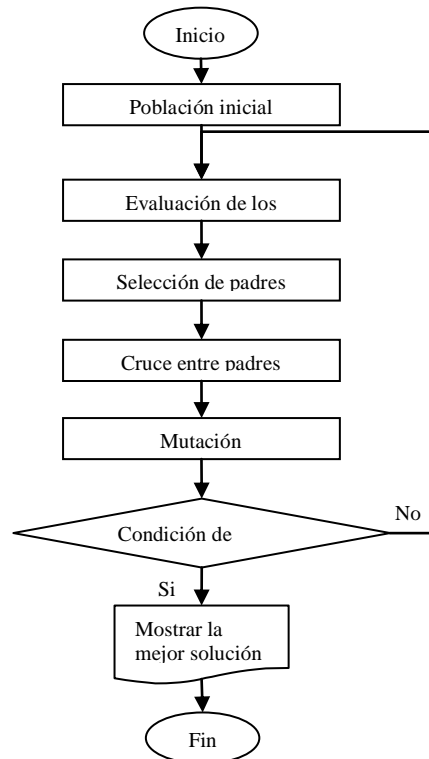 Inicio
Población inicial
Evaluación de los
Selección de padres
Cruce entre padres
Mutación
Condición de
No
Si
Mostrar la
mejor solución
Fin